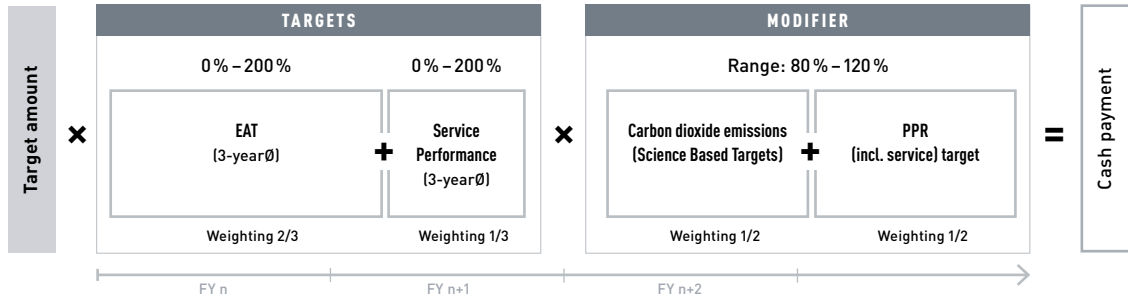 Target amount
×
TARGETS
0 % – 200 %
0 % – 200 %
EAT
(3-yearØ)
+
Service
Performance
(3-yearØ)
Weighting 2/3
Weighting 1/3
×
MODIFIER
Range: 80 % – 120 %
Carbon dioxide emissions
(Science Based Targets)
+
PPR
(incl. service) target
Weighting 1/2
Weighting 1/2
=
Cash payment
FY n
FY n+1
FY n+2